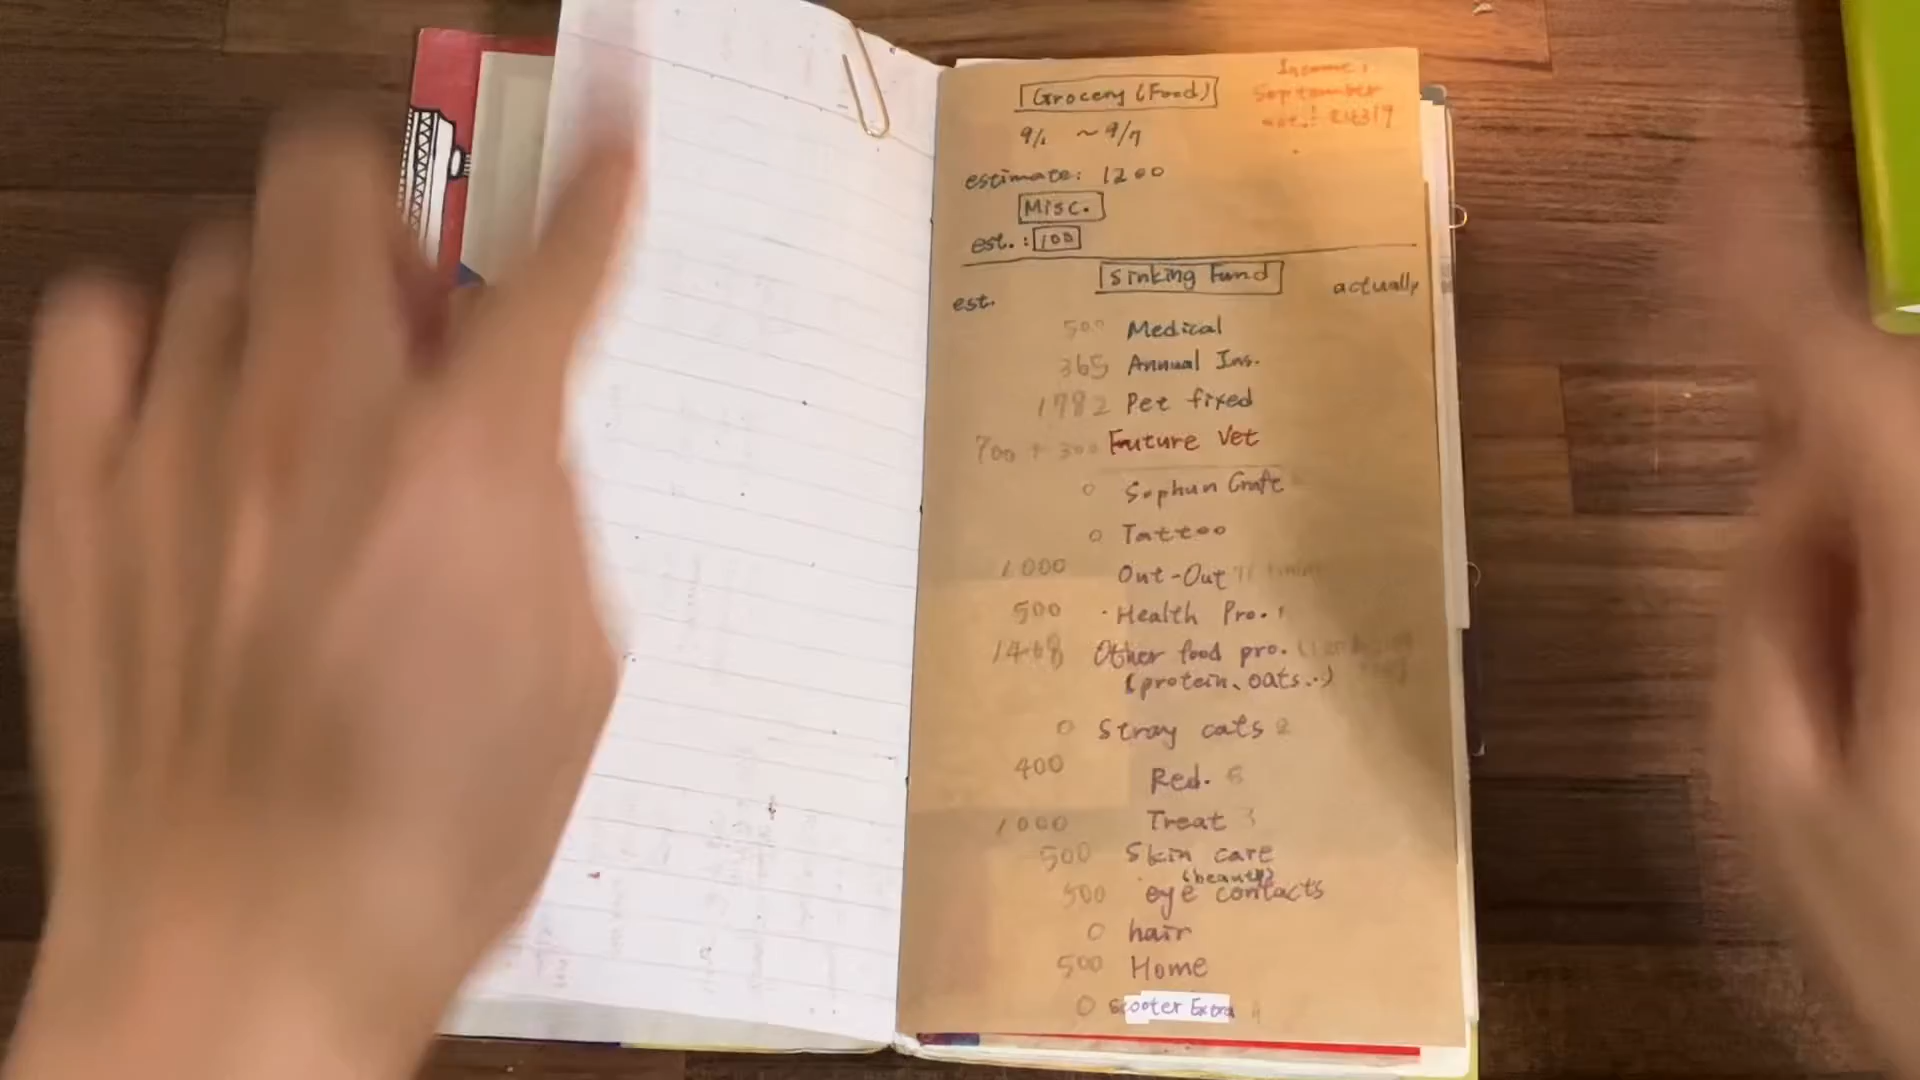 Grocery (Food)
Income:
September
9/1 ~ 9/7
estimate: 1200
Misc.
est.: 100
Sinking Fund
est.
actually
500 Medical
365 Annual Ins.
1782 Pet fixed
700 + 300 Future Vet
0
0 Tattoo
1000 Out-Out
500 · Health Pro.
1468 Other food pro.
(protein、oats..)
0 Stray cats
400 Red.
1000 Treat
500 Skin care
(beauty)
500 eye contacts
0 hair
500 Home
0 Scooter Extra